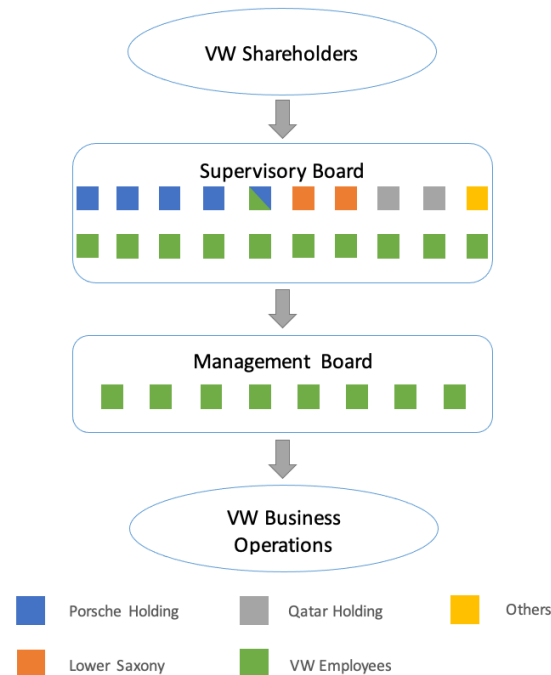 VW Shareholders
Supervisory Board
Management Board
VW Business
Operations
Porsche Holding
Qatar Holding
Others
Lower Saxony
VW Employees